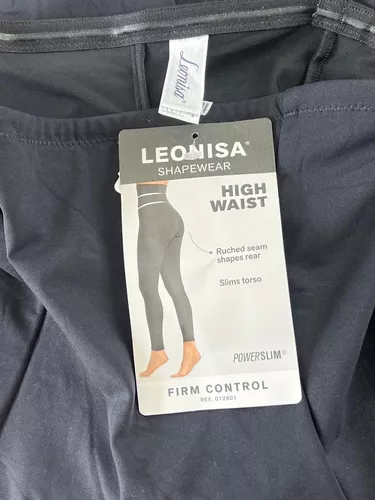 Leonisa
LEONISA®
SHAPEWEAR
HIGH
WAIST
Ruched seam
shapes rear
Slims torso
POWERSLIM®
FIRM CONTROL
REF. 012901